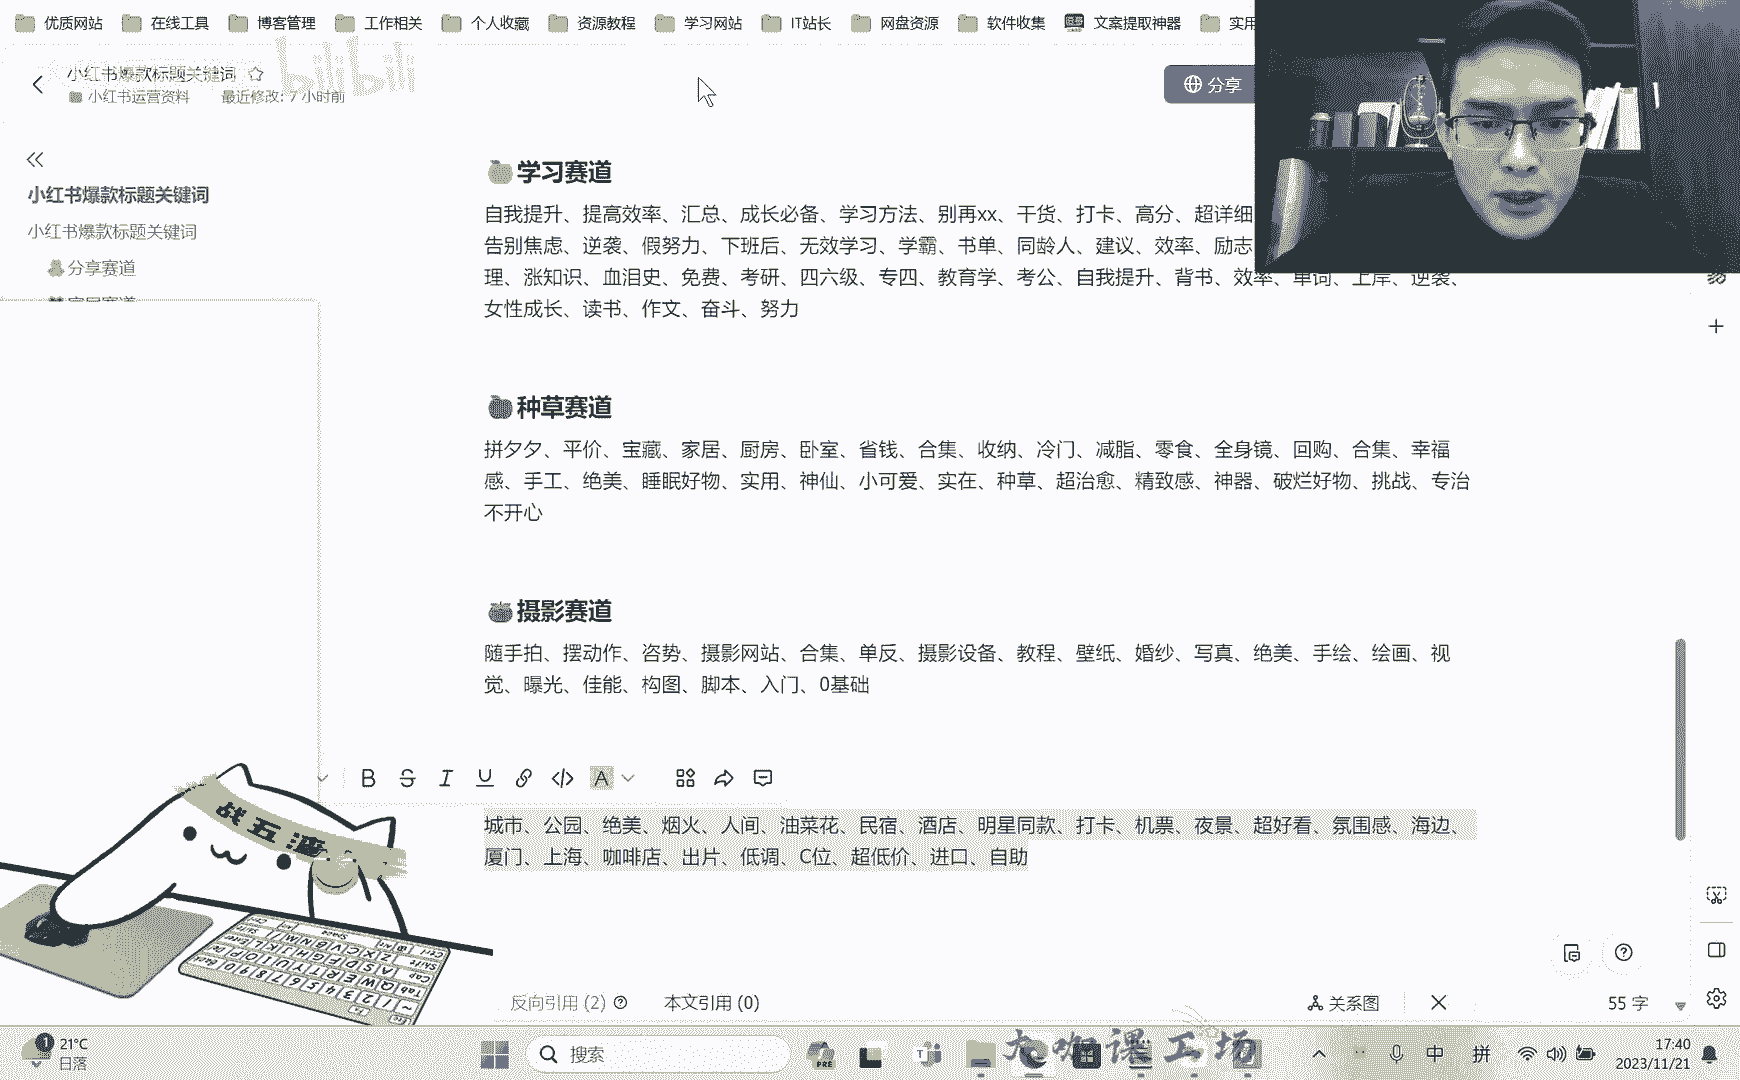 优质网站 在线工具 博客管理 工作相关 个人收藏 资源教程 学习网站 IT站长 网盘资源 软件收集 文案提取神器 实用
bilibili
小红书爆款标题关键词
小红书运营资料 最近修改: 7 小时前
分享
小红书爆款标题关键词
小红书爆款标题关键词
分享赛道
学习赛道
自我提升、提高效率、汇总、成长必备、学习方法、别再xx、干货、打卡、高分、超详细
告别焦虑、逆袭、假努力、下班后、无效学习、学霸、书单、同龄人、建议、效率、励志
理、涨知识、血泪史、免费、考研、四六级、专四、教育学、考公、自我提升、背书、效率、单词、上岸、逆袭、
女性成长、读书、作文、奋斗、努力
种草赛道
拼夕夕、平价、宝藏、家居、厨房、卧室、省钱、合集、收纳、冷门、减脂、零食、全身镜、回购、合集、幸福
感、手工、绝美、睡眠好物、实用、神仙、小可爱、实在、种草、超治愈、精致感、神器、破烂好物、挑战、专治
不开心
摄影赛道
随手拍、摆动作、咨势、摄影网站、合集、单反、摄影设备、教程、壁纸、婚纱、写真、绝美、手绘、绘画、视
觉、曝光、佳能、构图、脚本、入门、0基础
B S I U A
城市、公园、绝美、烟火、人间、油菜花、民宿、酒店、明星同款、打卡、机票、夜景、超好看、氛围感、海边、
厦门、上海、咖啡店、出片、低调、C位、超低价、进口、自助
战五渣
反向引用 (2) 本文引用 (0) 关系图 55 字
大咖课工场
1 21°C
日落
搜索
PRE
中 拼
17:40
2023/11/21